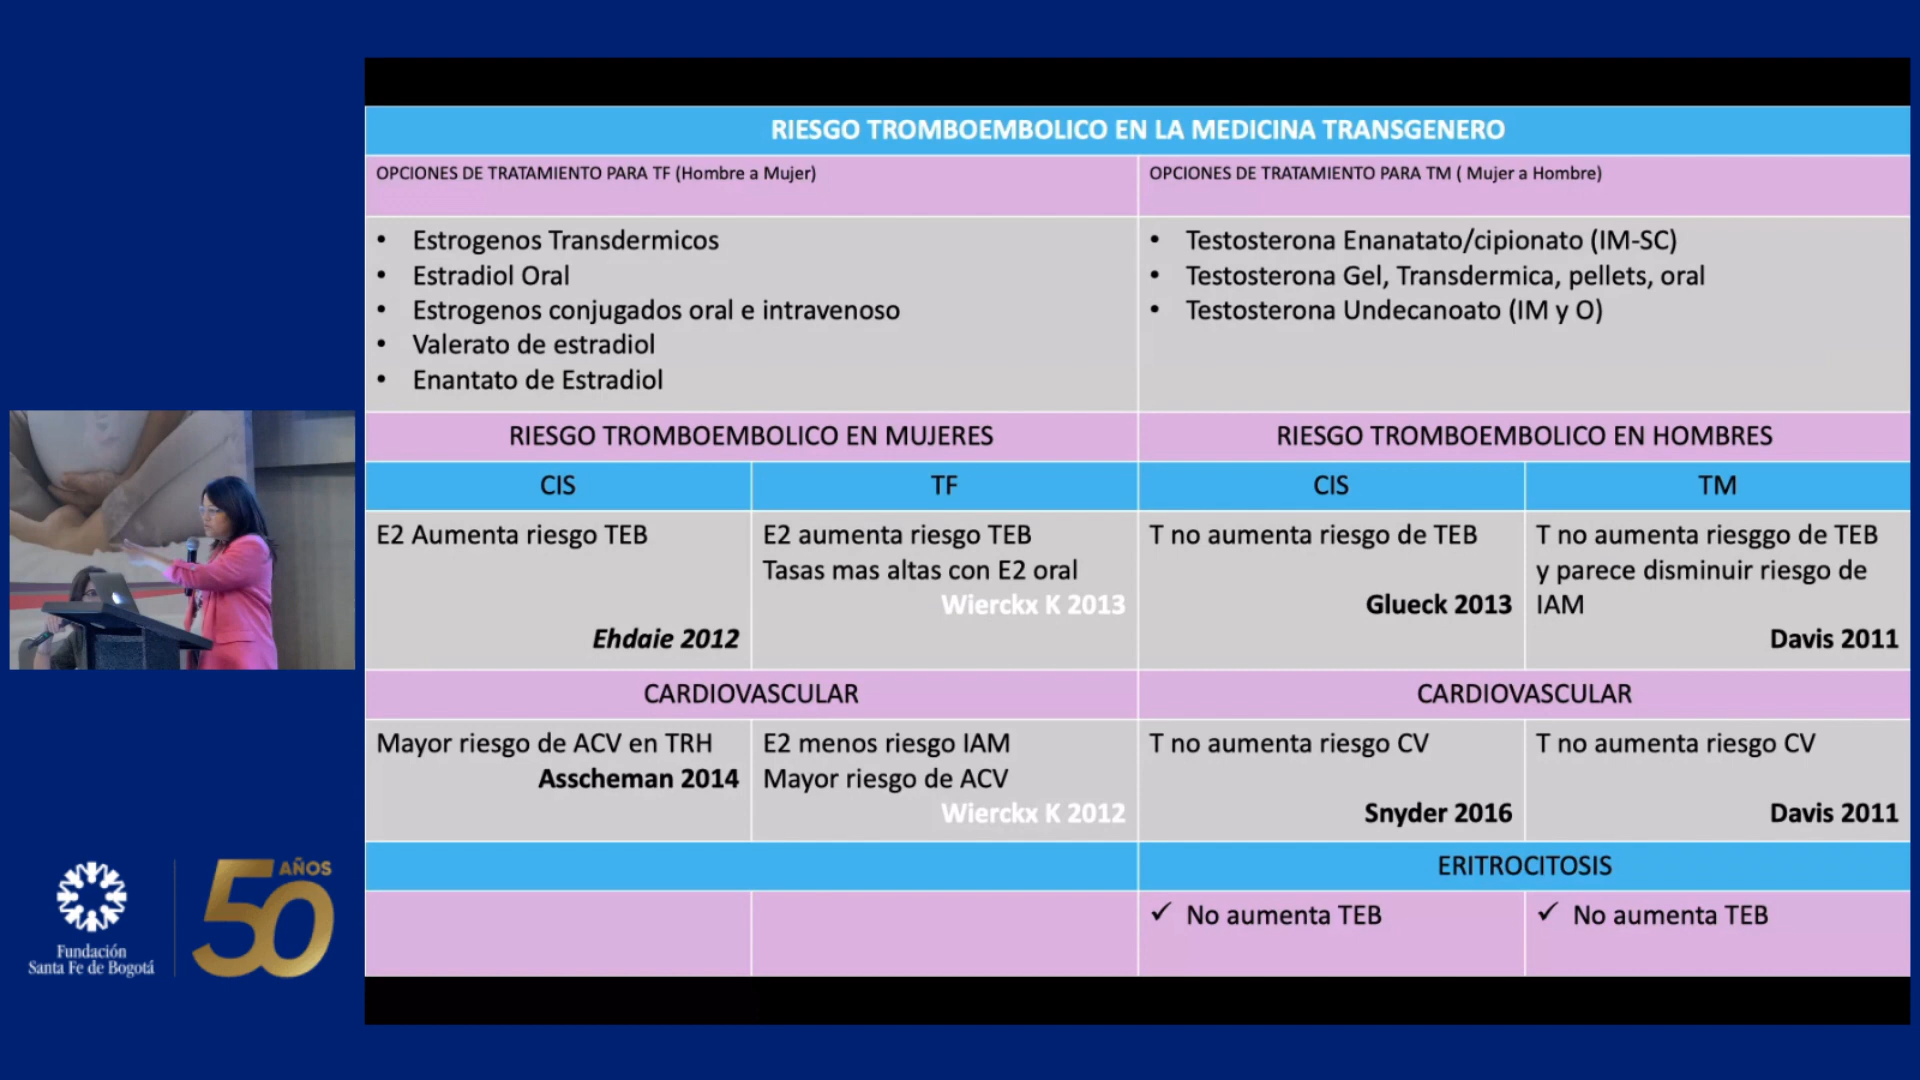 RIESGO TROMBOEMBOLICO EN LA MEDICINA TRANSGENERO
OPCIONES DE TRATAMIENTO PARA TF (Hombre a Mujer)
OPCIONES DE TRATAMIENTO PARA TM ( Mujer a Hombre)
• Estrogenos Transdermicos
• Estradiol Oral
• Estrogenos conjugados oral e intravenoso
• Valerato de estradiol
• Enantato de Estradiol
• Testosterona Enanatato/cipionato (IM-SC)
• Testosterona Gel, Transdermica, pellets, oral
• Testosterona Undecanoato (IM y O)
RIESGO TROMBOEMBOLICO EN MUJERES
RIESGO TROMBOEMBOLICO EN HOMBRES
CIS
TF
CIS
TM
E2 Aumenta riesgo TEB
Ehdaie 2012
E2 aumenta riesgo TEB
Tasas mas altas con E2 oral
Wierckx K 2013
T no aumenta riesgo de TEB
Glueck 2013
T no aumenta riesggo de TEB
y parece disminuir riesgo de
IAM
Davis 2011
CARDIOVASCULAR
CARDIOVASCULAR
Mayor riesgo de ACV en TRH
Asscheman 2014
E2 menos riesgo IAM
Mayor riesgo de ACV
Wierckx K 2012
T no aumenta riesgo CV
Snyder 2016
T no aumenta riesgo CV
Davis 2011
ERITROCITOSIS
✓ No aumenta TEB
✓ No aumenta TEB
Fundación
Santa Fe de Bogotá
50 AÑOS